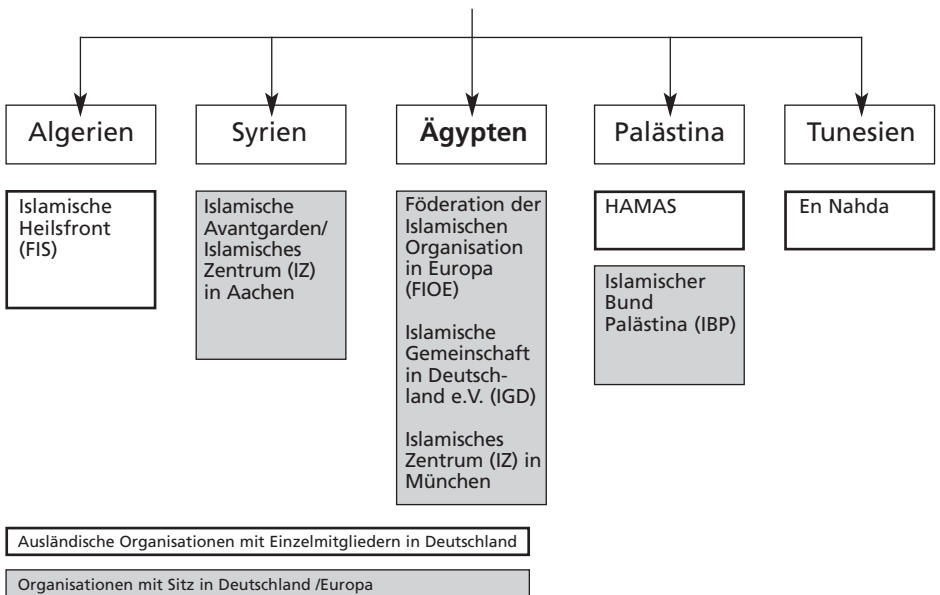 Algerien
Syrien
Ägypten
Palästina
Tunesien
Islamische
Heilsfront
(FIS)
Islamische
Avantgarden/
Islamisches
Zentrum (IZ)
in Aachen
Föderation der
Islamischen
Organisation
in Europa
(FIOE)
Islamische
Gemeinschaft
in Deutsch-
land e.V. (IGD)
Islamisches
Zentrum (IZ) in
München
HAMAS
Islamischer
Bund
Palästina (IBP)
En Nahda
Ausländische Organisationen mit Einzelmitgliedern in Deutschland
Organisationen mit Sitz in Deutschland /Europa